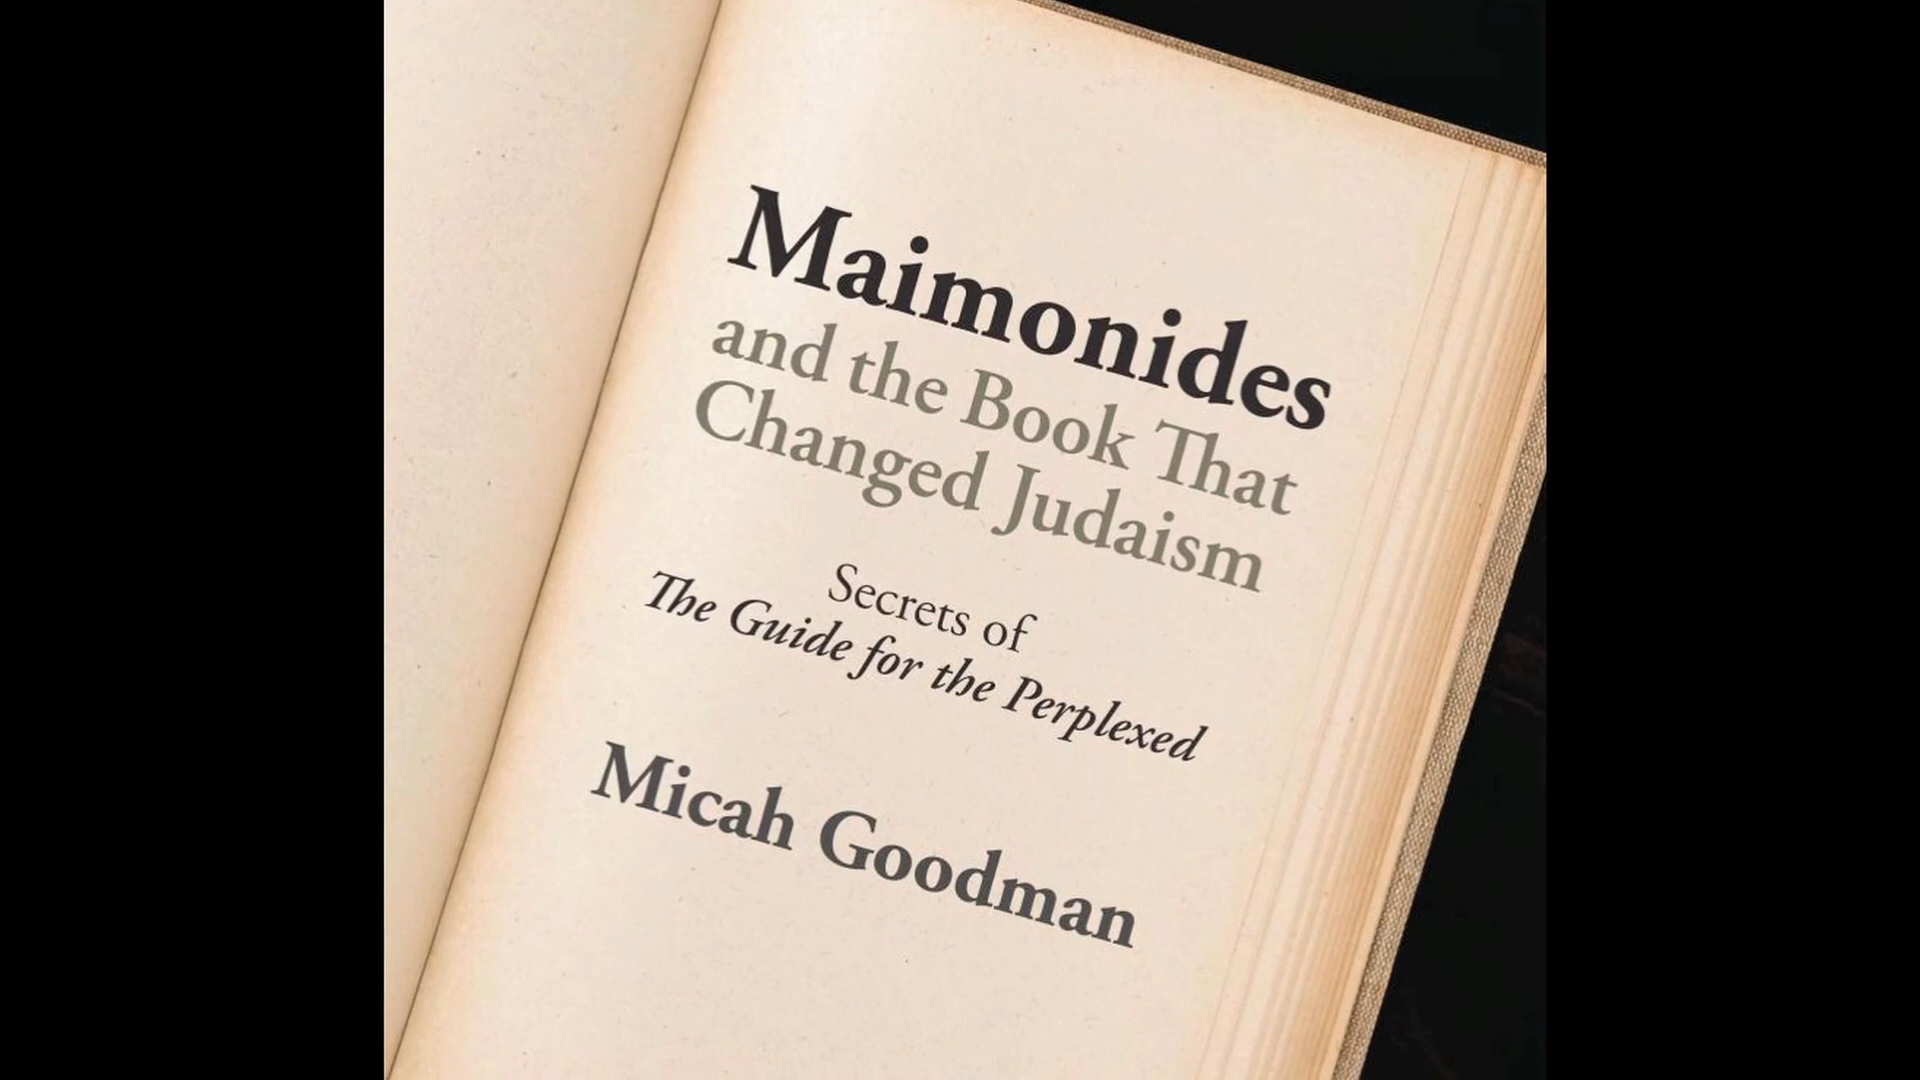 Maimonides
and the Book That
Changed Judaism
Secrets of
The Guide for the Perplexed
Micah Goodman